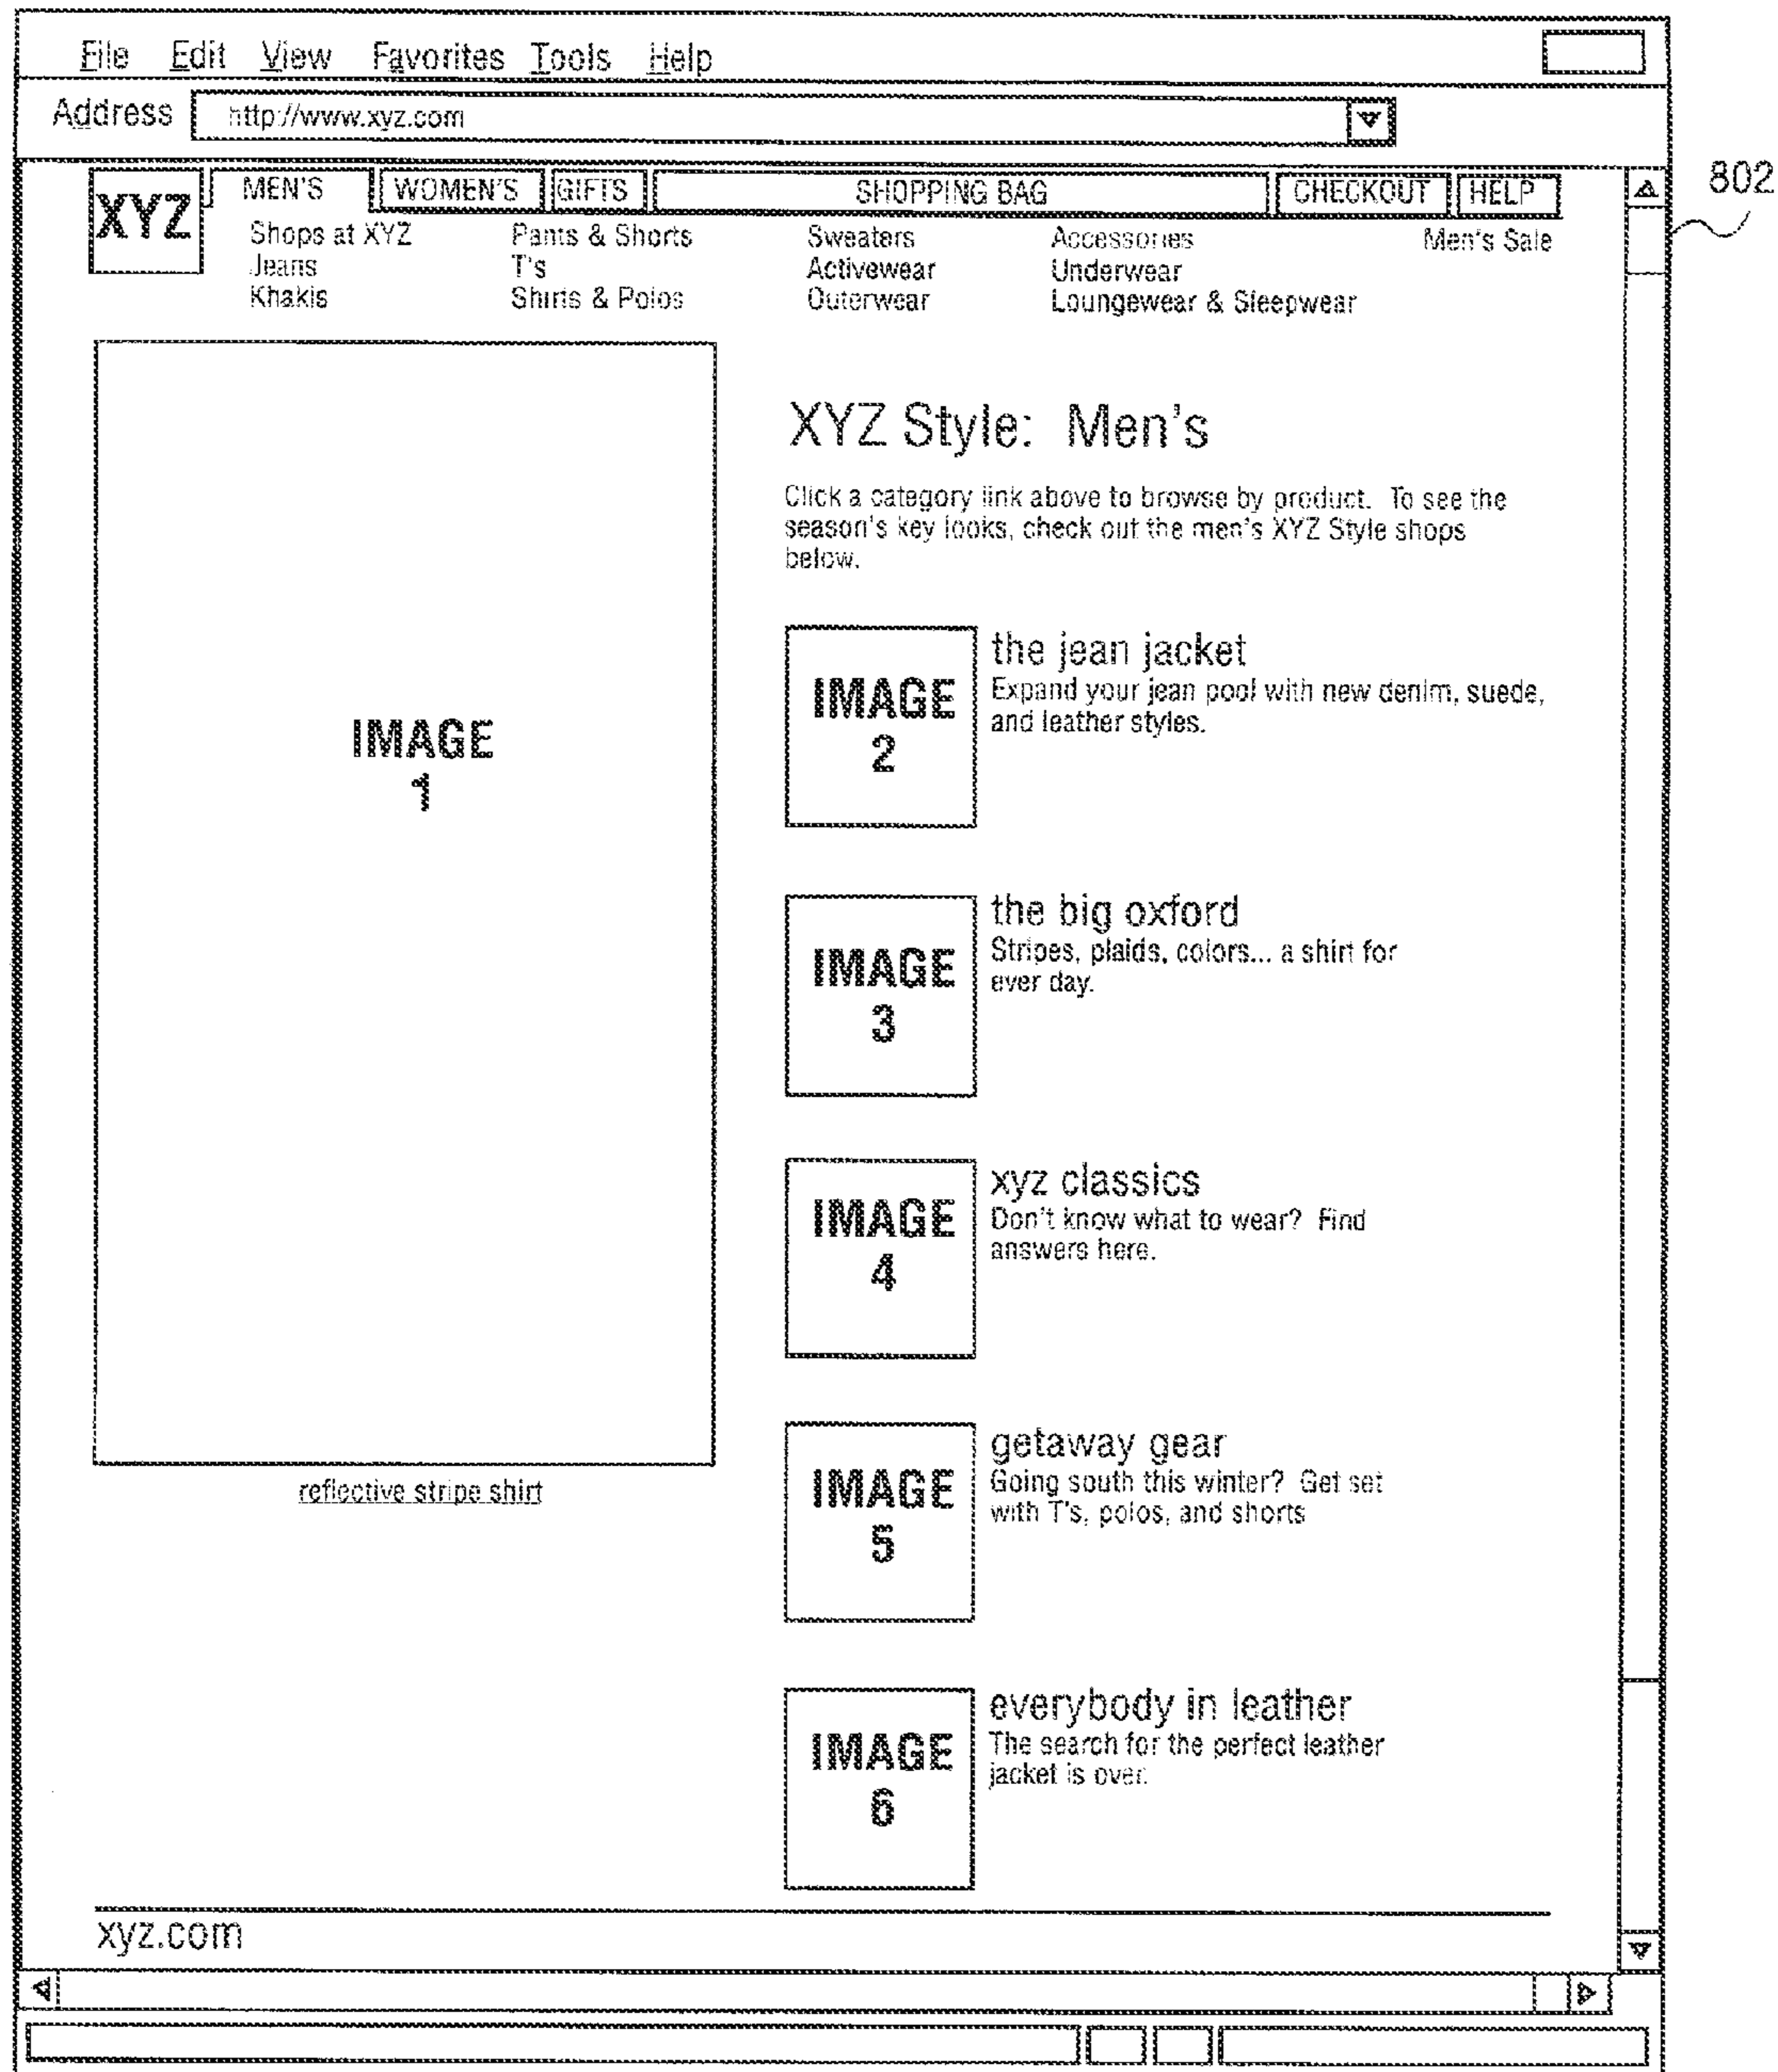 File Edit View Favorites Tools Help
Address http://www.xyz.com
802
XYZ MEN'S WOMEN'S GIFTS SHOPPING BAG CHECKOUT HELP
Shops at XYZ Pants & Shorts Sweaters Accessories Men's Sale
Jeans T's Activewear Underwear
Khakis Shirts & Polos Outerwear Loungewear & Sleepwear
XYZ Style: Men's
Click a category link above to browse by product. To see the
season's key looks, check out the men's XYZ Style shops
below.
IMAGE
1
reflective stripe shirt
IMAGE
2
the jean jacket
Expand your jean pool with new denim, suede,
and leather styles.
IMAGE
3
the big oxford
Stripes, plaids, colors... a shirt for
ever day.
IMAGE
4
xyz classics
Don't know what to wear? Find
answers here.
IMAGE
5
getaway gear
Going south this winter? Get set
with T's, polos, and shorts
IMAGE
6
everybody in leather
The search for the perfect leather
jacket is over.
xyz.com